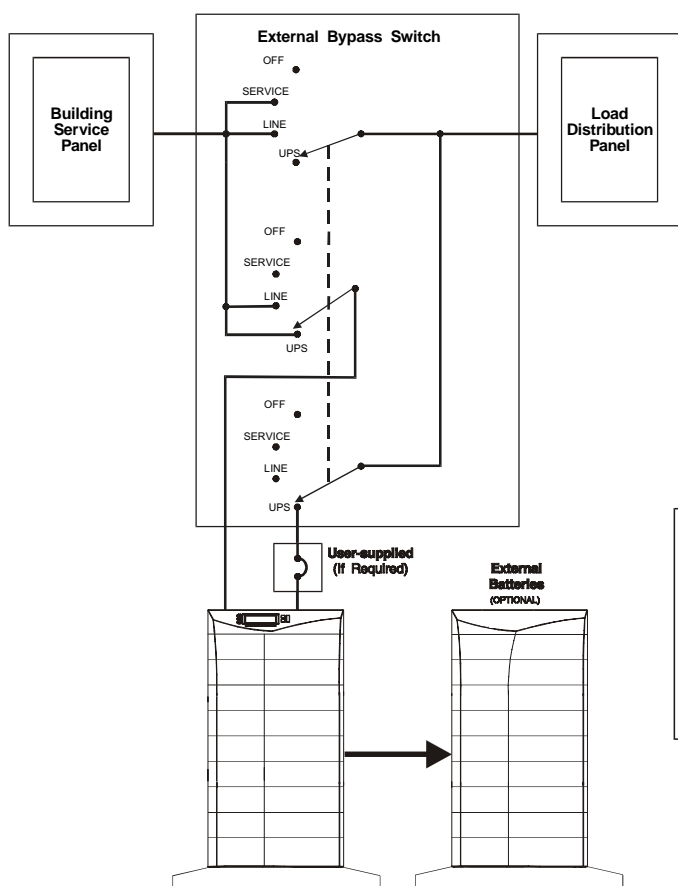 External Bypass Switch
Building
Service
Panel
Load
Distribution
Panel
OFF
SERVICE
LINE
UPS
OFF
SERVICE
LINE
UPS
OFF
SERVICE
LINE
UPS
User-supplied
(If Required)
External
Batteries
(OPTIONAL)